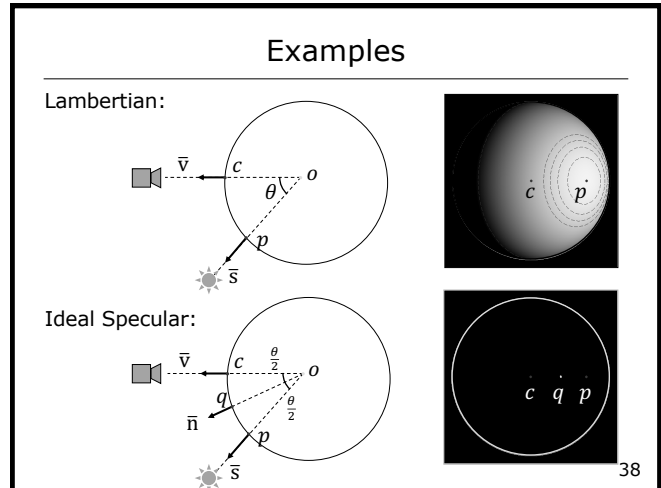 Examples
Lambertian:
v̅ c o
θ
p
s̅
c p
Ideal Specular:
v̅ c θ/2 o
q θ/2
n̅
p
s̅
c q p
38